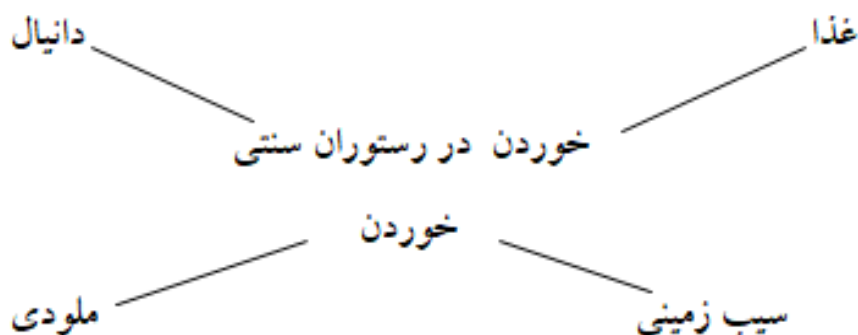 غذا
دانیال
خوردن در رستوران سنتی
خوردن
سیب زمینی
ملودی